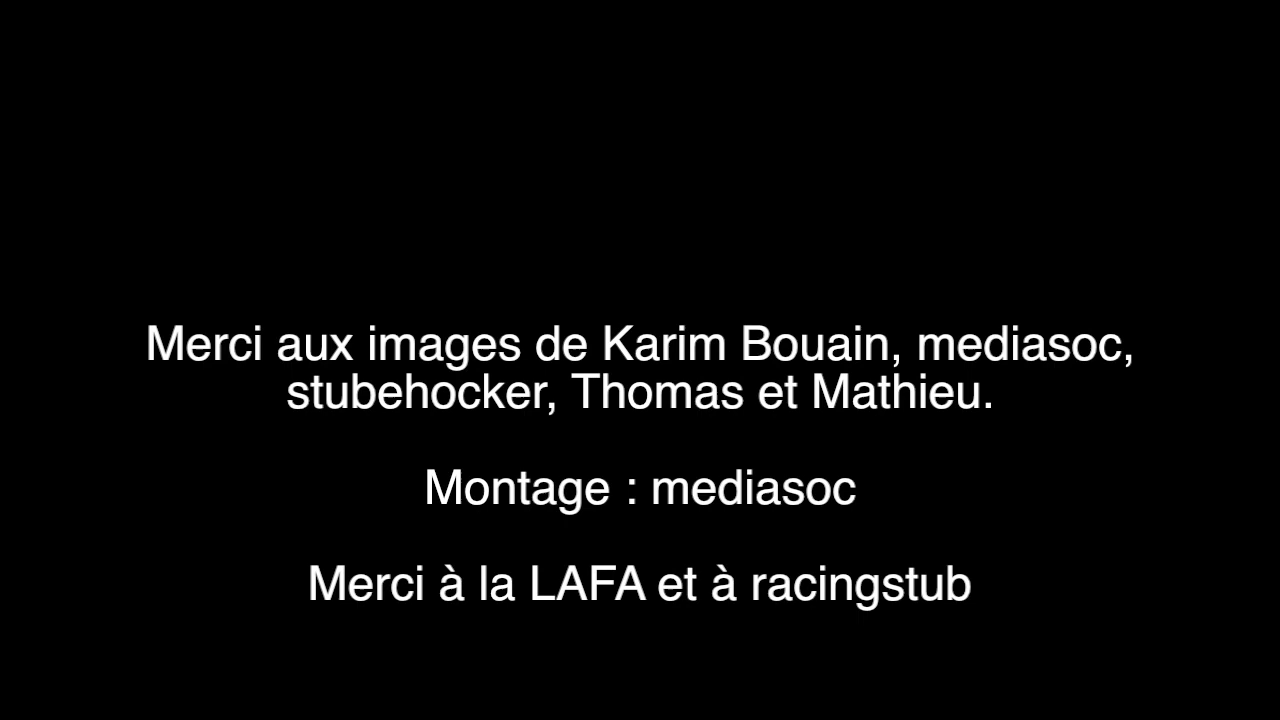 Merci aux images de Karim Bouain, mediasoc,
stubehocker, Thomas et Mathieu.
Montage : mediasoc
Merci à la LAFA et à racingstub